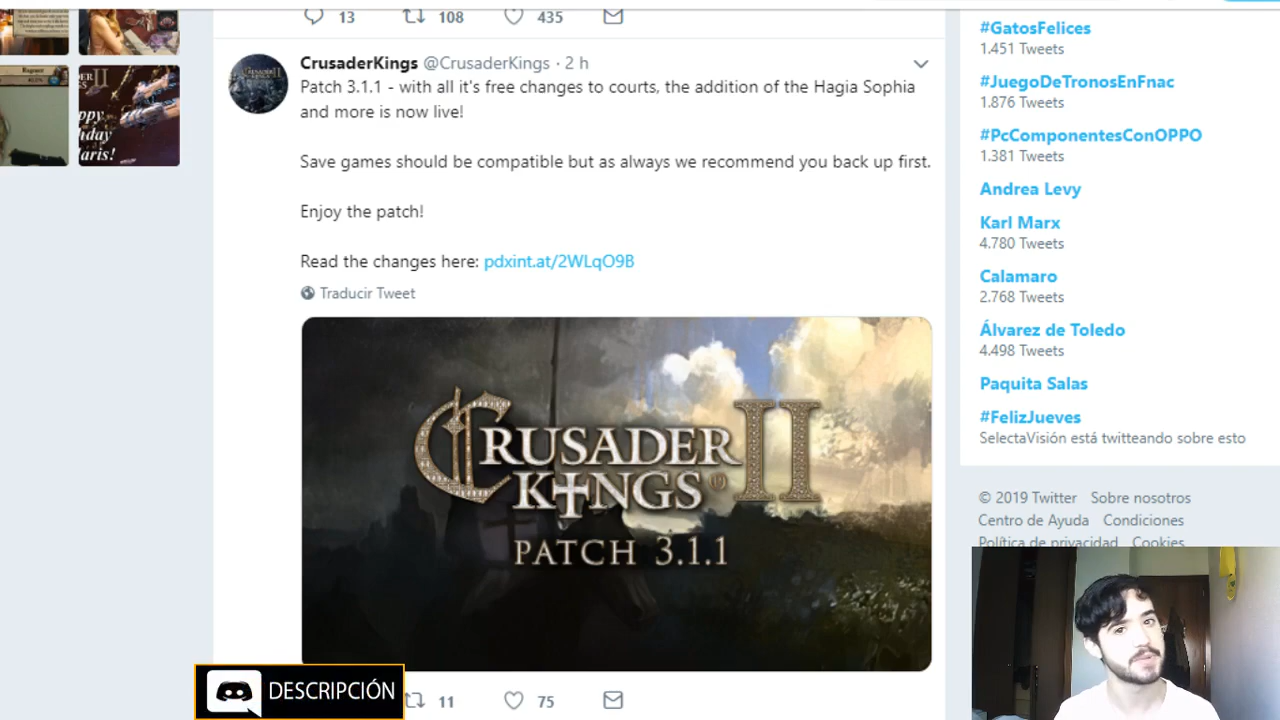 13 108 435
CrusaderKings @CrusaderKings · 2 h
Patch 3.1.1 - with all it's free changes to courts, the addition of the Hagia Sophia
and more is now live!
Save games should be compatible but as always we recommend you back up first.
Enjoy the patch!
Read the changes here: pdxint.at/2WLqO9B
Traducir Tweet
CRUSADER
KINGS II
PATCH 3.1.1
11 75
DESCRIPCIÓN
#GatosFelices
1.451 Tweets
#JuegoDeTronosEnFnac
1.876 Tweets
#PcComponentesConOPPO
1.381 Tweets
Andrea Levy
Karl Marx
4.780 Tweets
Calamaro
2.768 Tweets
Álvarez de Toledo
4.498 Tweets
Paquita Salas
#FelizJueves
SelectaVisión está twitteando sobre esto
© 2019 Twitter Sobre nosotros
Centro de Ayuda Condiciones
Política de privacidad Cookies